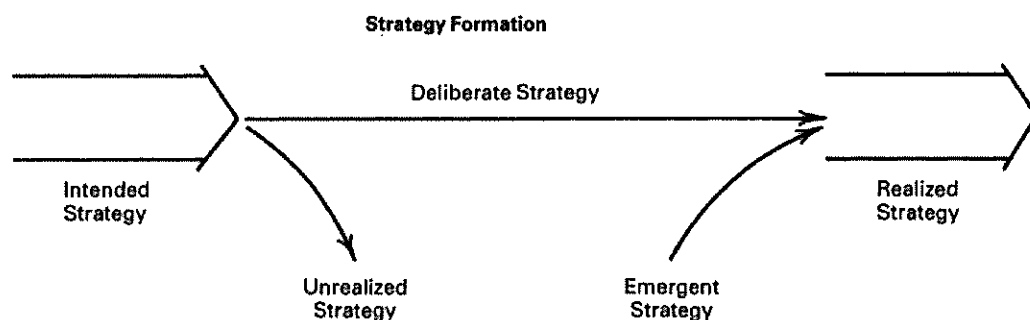 Strategy Formation
Deliberate Strategy
Intended
Strategy
Realized
Strategy
Unrealized
Strategy
Emergent
Strategy